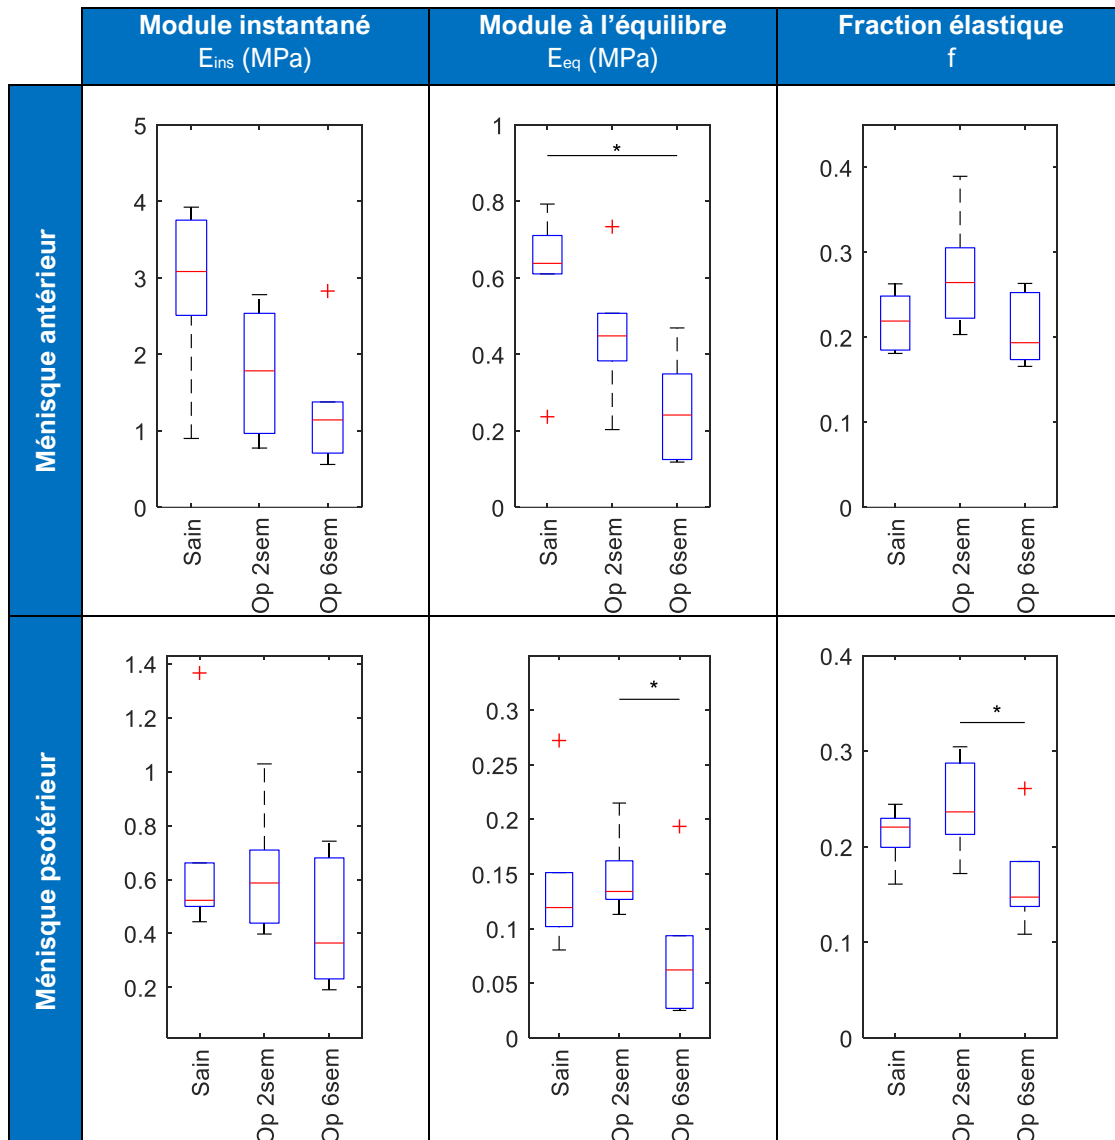 Module instantané
Eins (MPa)
Module à l'équilibre
Eeq (MPa)
Fraction élastique
f
Ménisque antérieur
5
4
3
2
1
0
Sain
Op 2sem
Op 6sem
1
0.8
0.6
0.4
0.2
0
*
Sain
Op 2sem
Op 6sem
0.4
0.3
0.2
0.1
0
Sain
Op 2sem
Op 6sem
Ménisque psotérieur
1.4
1.2
1
0.8
0.6
0.4
0.2
Sain
Op 2sem
Op 6sem
0.3
0.25
0.2
0.15
0.1
0.05
0
*
Sain
Op 2sem
Op 6sem
0.4
0.3
0.2
0.1
0
*
Sain
Op 2sem
Op 6sem